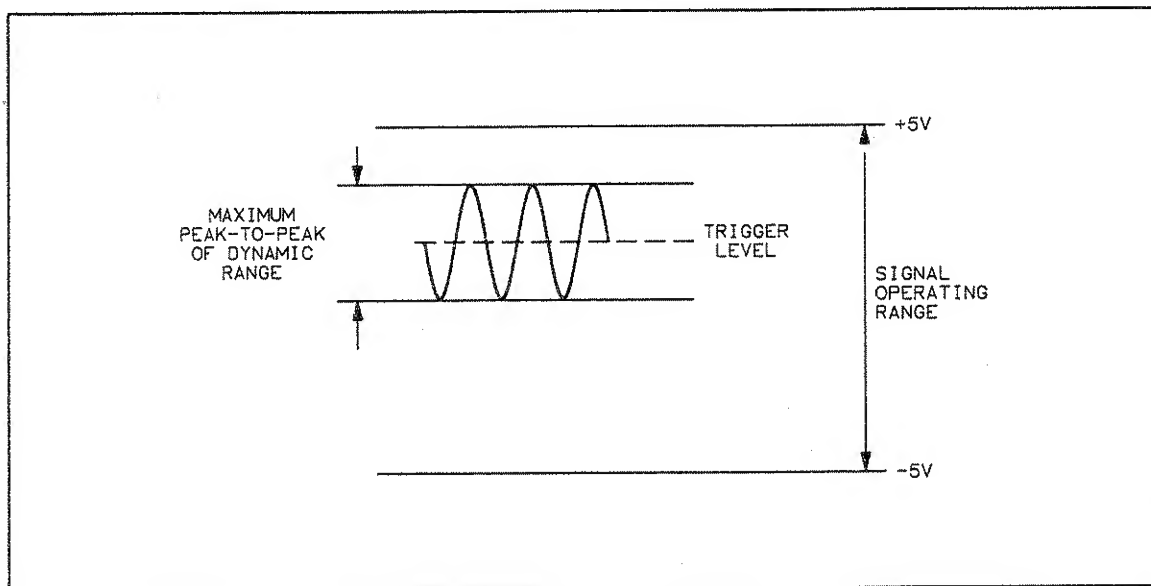 +5V
MAXIMUM
PEAK-TO-PEAK
OF DYNAMIC
RANGE
TRIGGER
LEVEL
SIGNAL
OPERATING
RANGE
-5V